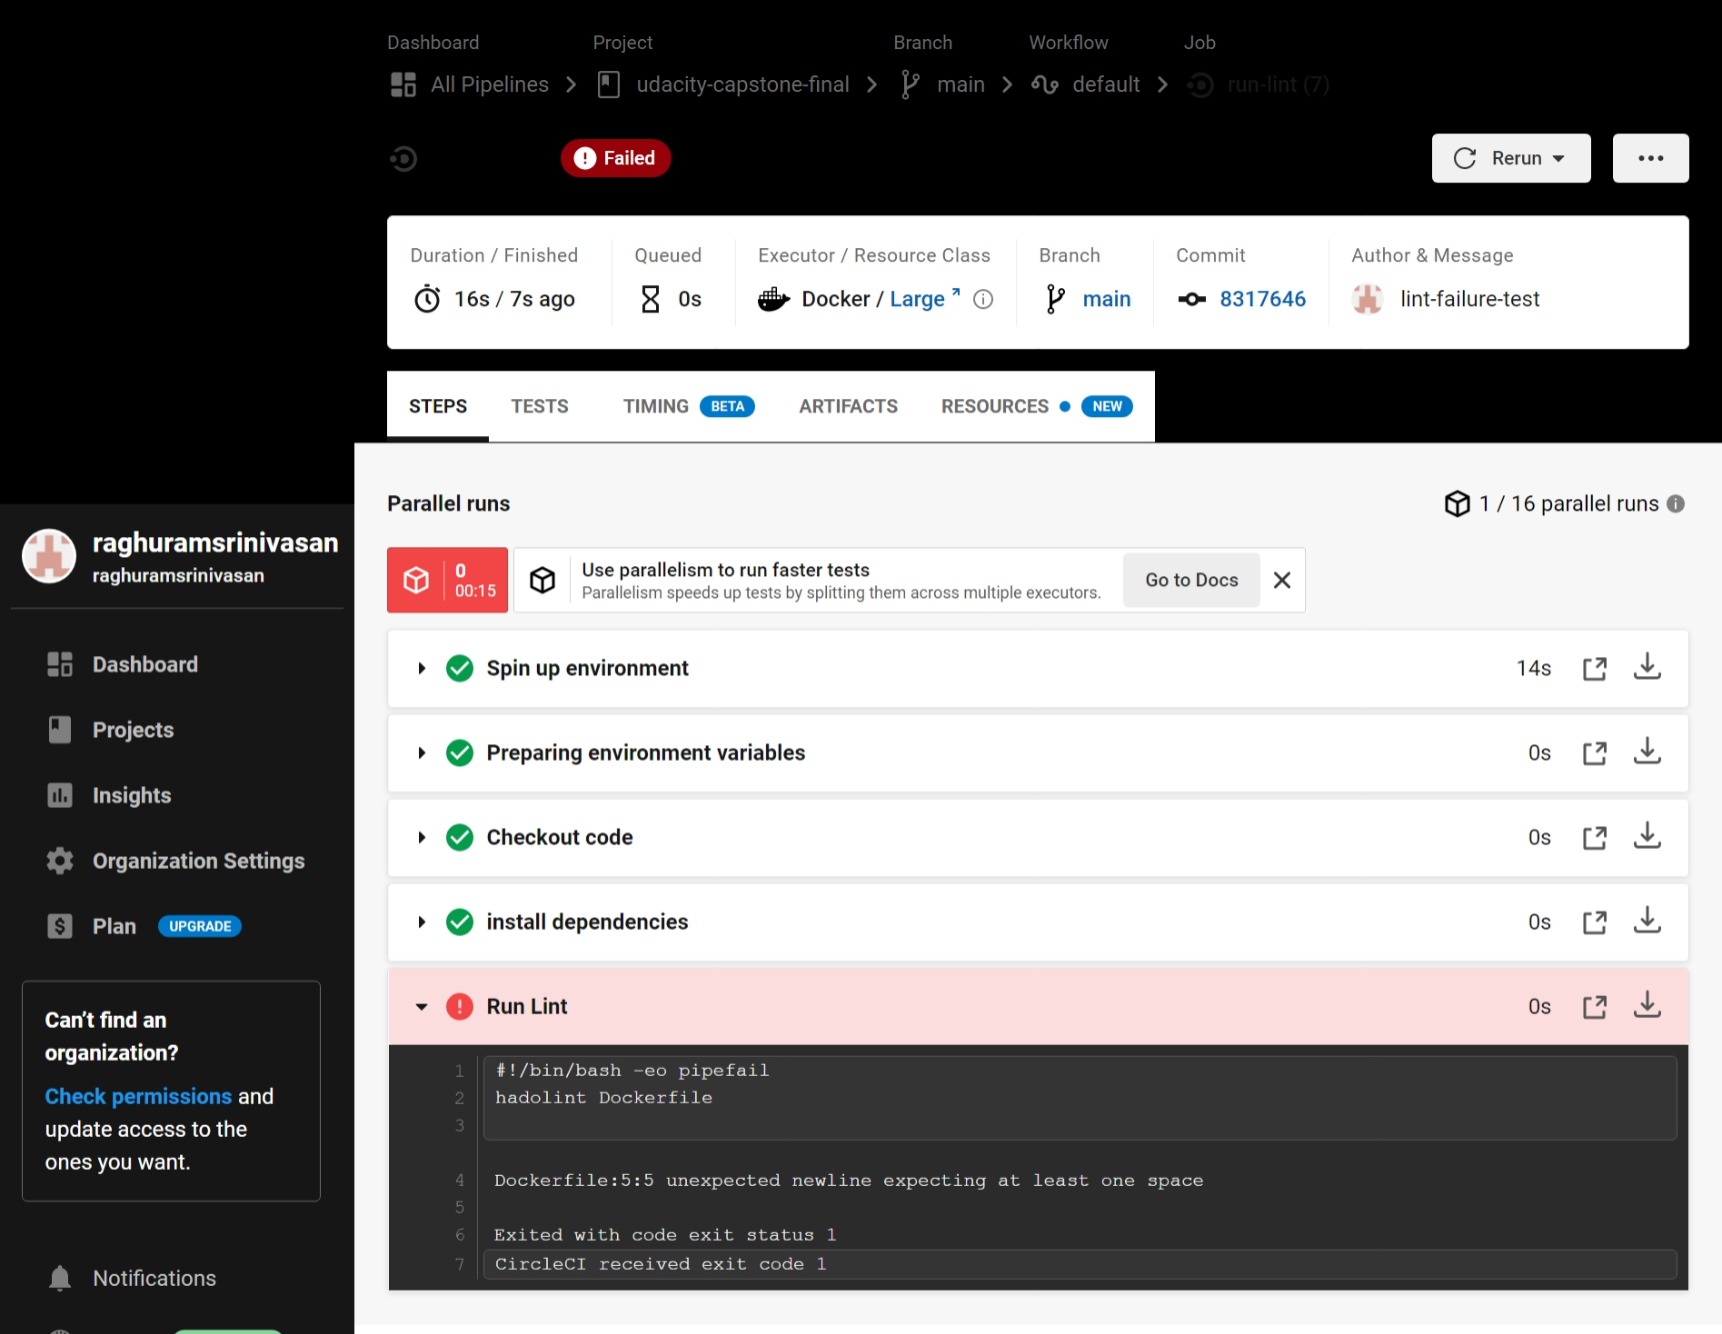 Dashboard Project Branch Workflow Job
All Pipelines udacity-capstone-final main default run-lint (7)
Failed
Rerun
Duration / Finished Queued Executor / Resource Class Branch Commit Author & Message
16s / 7s ago 0s Docker / Large main 8317646 lint-failure-test
STEPS TESTS TIMING BETA ARTIFACTS RESOURCES NEW
Parallel runs
1 / 16 parallel runs
0
00:15
Use parallelism to run faster tests
Parallelism speeds up tests by splitting them across multiple executors.
Go to Docs
Spin up environment 14s
Preparing environment variables 0s
Checkout code 0s
install dependencies 0s
Run Lint 0s
1 #!/bin/bash -eo pipefail
2 hadolint Dockerfile
3
4 Dockerfile:5:5 unexpected newline expecting at least one space
5
6 Exited with code exit status 1
7 CircleCI received exit code 1
raghuramsrinivasan
raghuramsrinivasan
Dashboard
Projects
Insights
Organization Settings
Plan UPGRADE
Can't find an
organization?
Check permissions and
update access to the
ones you want.
Notifications